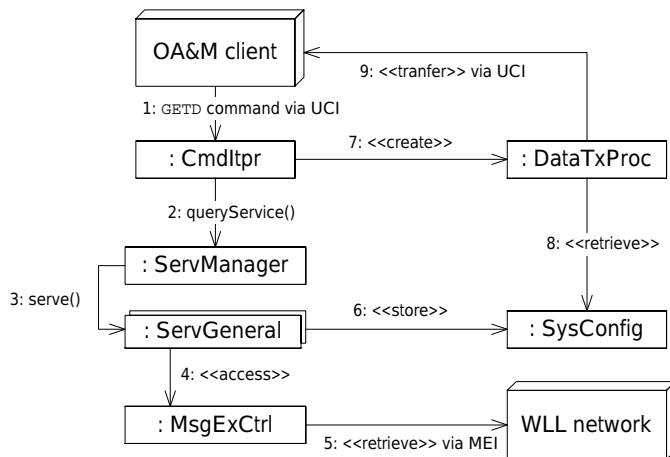 OA&M client
9: <<tranfer>> via UCI
1: GETD command via UCI
7: <<create>>
: CmdItpr
: DataTxProc
2: queryService()
8: <<retrieve>>
: ServManager
3: serve()
6: <<store>>
: ServGeneral
: SysConfig
4: <<access>>
: MsgExCtrl
WLL network
5: <<retrieve>> via MEI